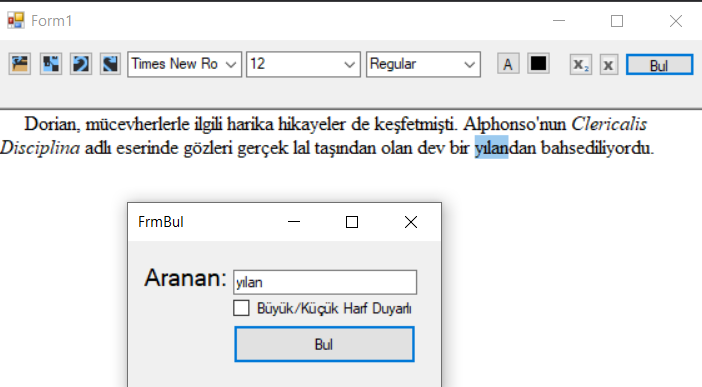 Form1
Times New Ro 12 Regular A X₂ x Bul
Dorian, mücevherlerle ilgili harika hikayeler de keşfetmişti. Alphonso'nun Clericalis
Disciplina adlı eserinde gözleri gerçek lal taşından olan dev bir yılandan bahsediliyordu.
FrmBul
Aranan: yılan
Büyük/Küçük Harf Duyarlı
Bul